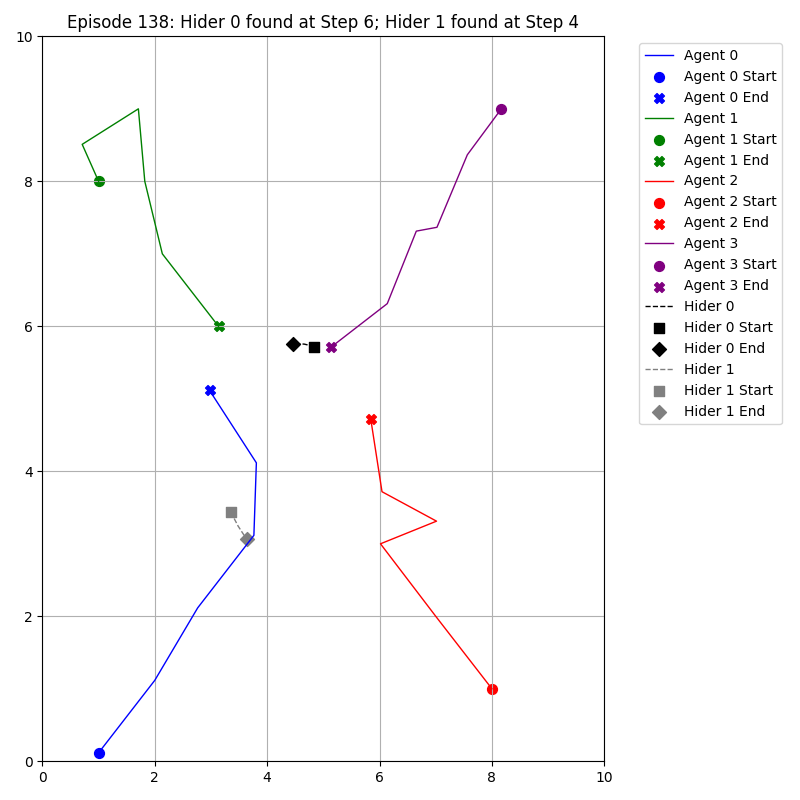 Episode 138: Hider 0 found at Step 6; Hider 1 found at Step 4
10
8
6
4
2
0
0 2 4 6 8 10
Agent 0
Agent 0 Start
Agent 0 End
Agent 1
Agent 1 Start
Agent 1 End
Agent 2
Agent 2 Start
Agent 2 End
Agent 3
Agent 3 Start
Agent 3 End
Hider 0
Hider 0 Start
Hider 0 End
Hider 1
Hider 1 Start
Hider 1 End